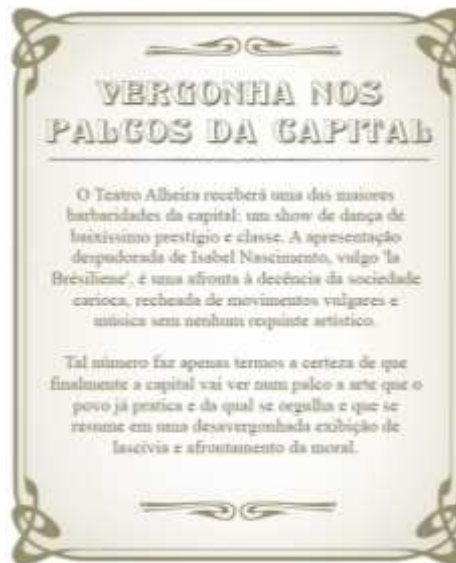 VERGONHA NOS
PALCOS DA CAPITAL
O Teatro Alheira receberá uma das maiores
barbaridades da capital: um show de dança de
baixíssimo prestígio e classe. A apresentação
despudorada de Isabel Nascimento, vulgo 'la
Brésiliene', é uma afronta à decência da sociedade
carioca, recheada de movimentos vulgares e
música sem nenhum requinte artístico.
Tal número faz apenas termos a certeza de que
finalmente a capital vai ver num palco a arte que o
povo já pratica e da qual se orgulha e que se
resume em uma desavergonhada exibição de
lascívia e afrontamento da moral.